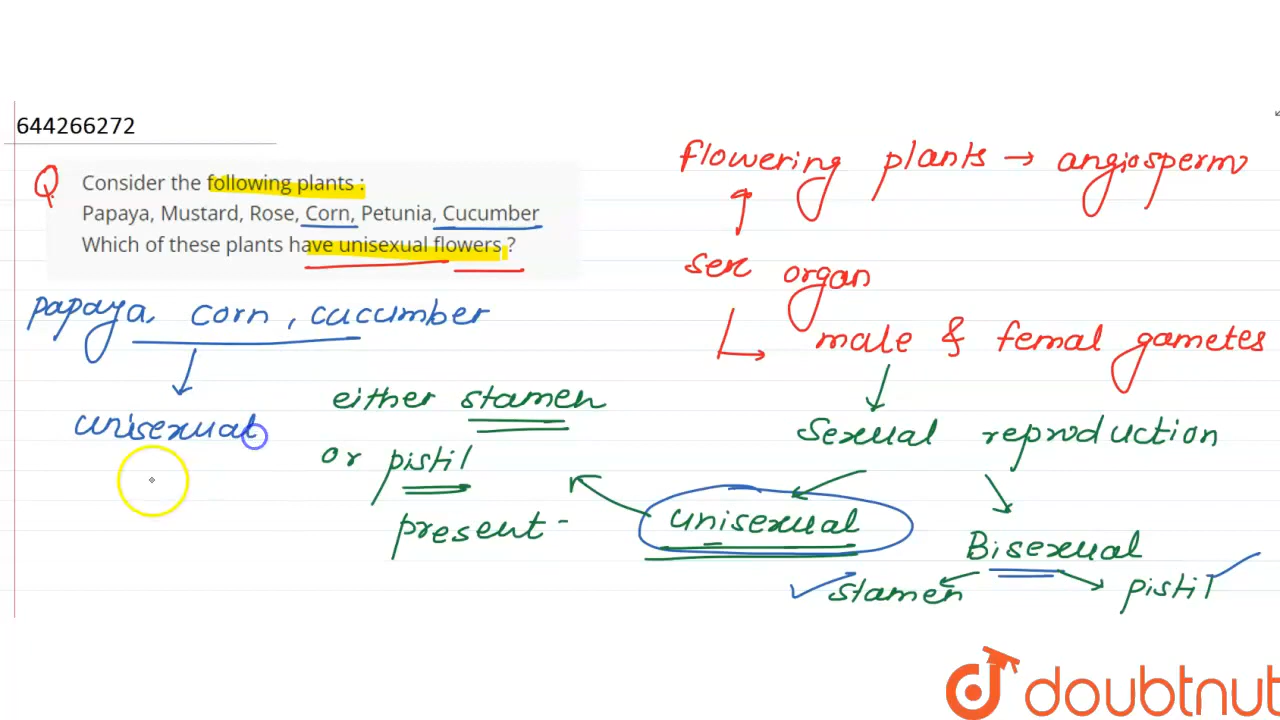 644266272
Q. Consider the following plants :
Papaya, Mustard, Rose, Corn, Petunia, Cucumber
Which of these plants have unisexual flowers ?
papaya, corn, cucumber
unisexual
either stamen
or pistil
present -
flowering plants → angiosperm
sex organ
male & femal gametes
Sexual reproduction
unisexual
Bisexual
stamen
pistil
doubtnut